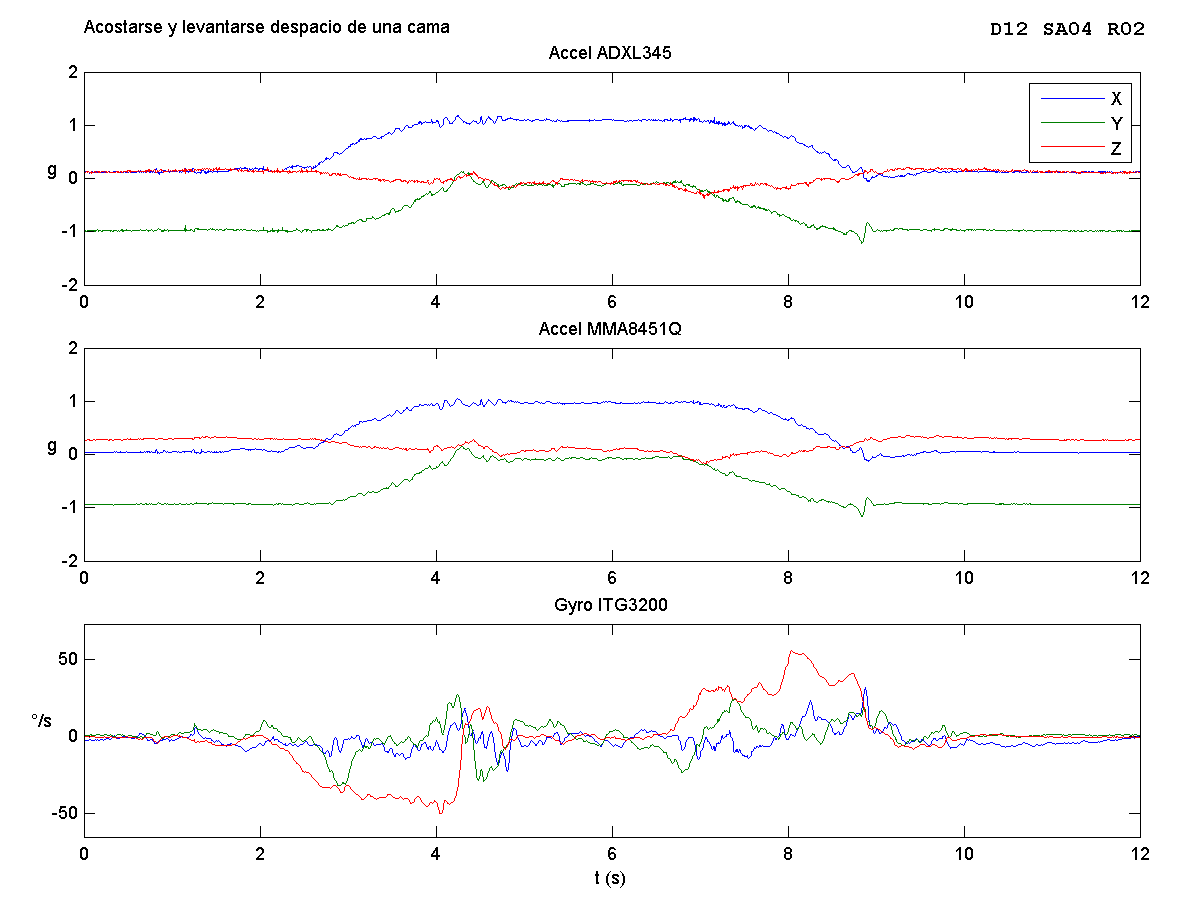 Acostarse y levantarse despacio de una cama
D12 SA04 R02
Accel ADXL345
2
1
g
0
-1
-2
X
Y
Z
0 2 4 6 8 10 12
Accel MMA8451Q
2
1
g
0
-1
-2
0 2 4 6 8 10 12
Gyro ITG3200
50
°/s
0
-50
0 2 4 6 8 10 12
t (s)